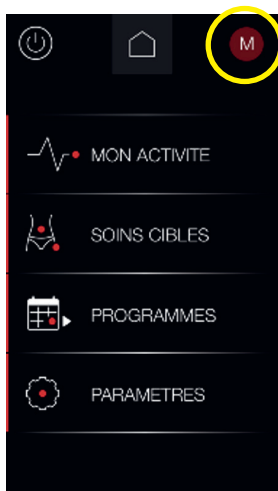 M
MON ACTIVITE
SOINS CIBLES
PROGRAMMES
PARAMETRES